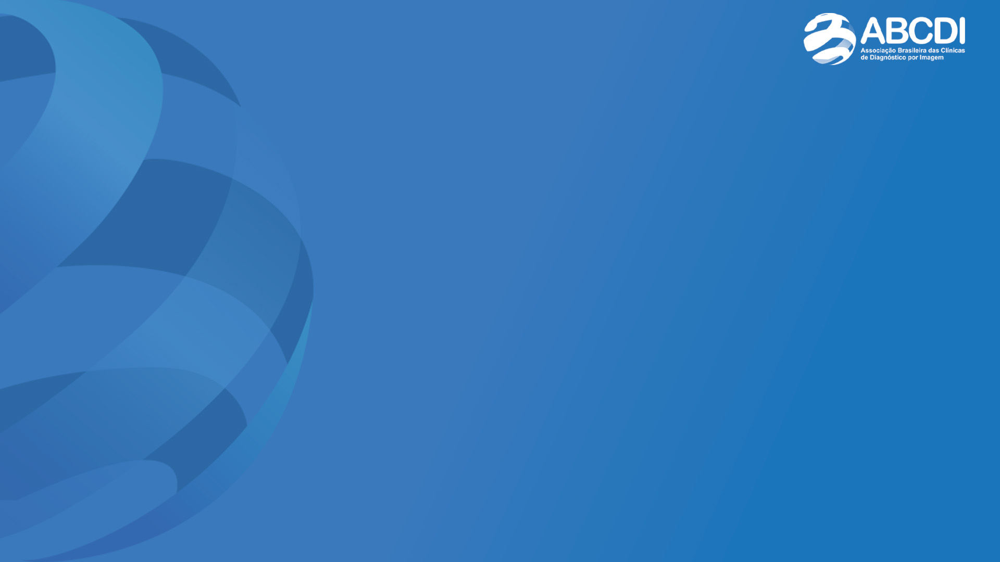 ABCDI
Associação Brasileira das Clínicas
de Diagnóstico por Imagem